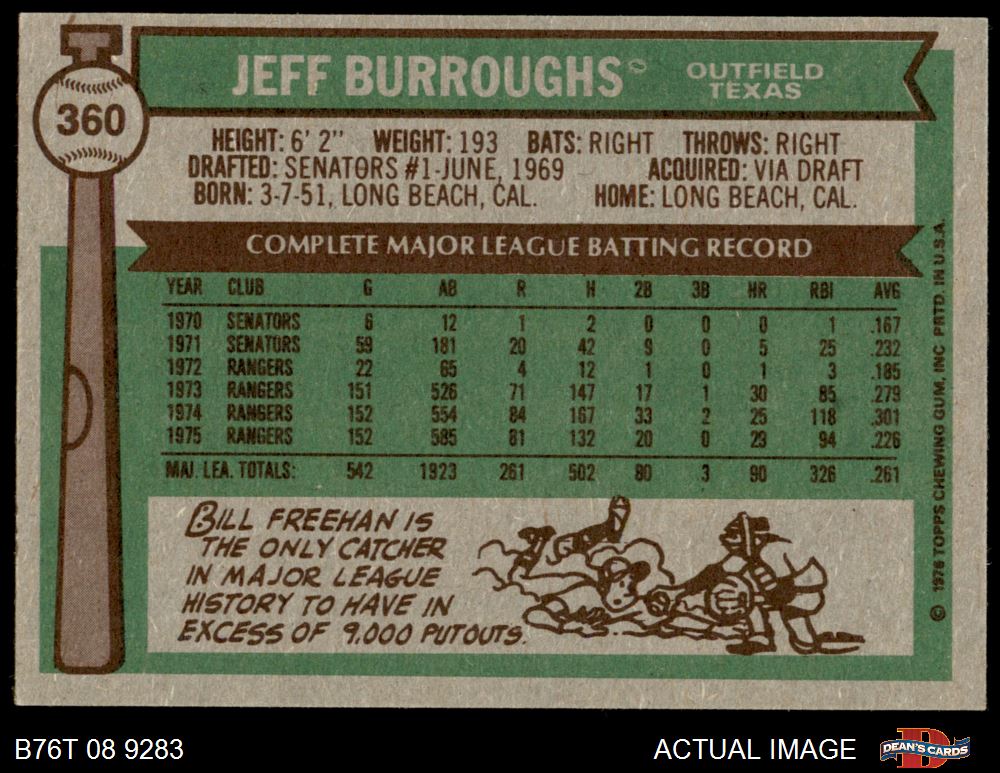 JEFF BURROUGHS
OUTFIELD
TEXAS
360
HEIGHT: 6' 2" WEIGHT: 193 BATS: RIGHT THROWS: RIGHT
DRAFTED: SENATORS #1-JUNE, 1969 ACQUIRED: VIA DRAFT
BORN: 3-7-51, LONG BEACH, CAL. HOME: LONG BEACH, CAL.
COMPLETE MAJOR LEAGUE BATTING RECORD
YEAR CLUB G AB R H 2B 3B HR RBI AVG
1970 SENATORS 6 12 1 2 0 0 0 1 .167
1971 SENATORS 59 181 20 42 9 0 5 25 .232
1972 RANGERS 22 65 4 12 1 0 1 3 .185
1973 RANGERS 151 526 71 147 17 1 30 85 .279
1974 RANGERS 152 554 84 167 33 2 25 118 .301
1975 RANGERS 152 585 81 132 20 0 29 94 .226
MAJ. LEA. TOTALS: 542 1923 261 502 80 3 90 326 .261
BILL FREEHAN IS
THE ONLY CATCHER
IN MAJOR LEAGUE
HISTORY TO HAVE IN
EXCESS OF 9,000 PUTOUTS.
© 1976 TOPPS CHEWING GUM, INC PRTD. IN U.S.A.
B76T 08 9283
ACTUAL IMAGE
DEAN'S CARDS